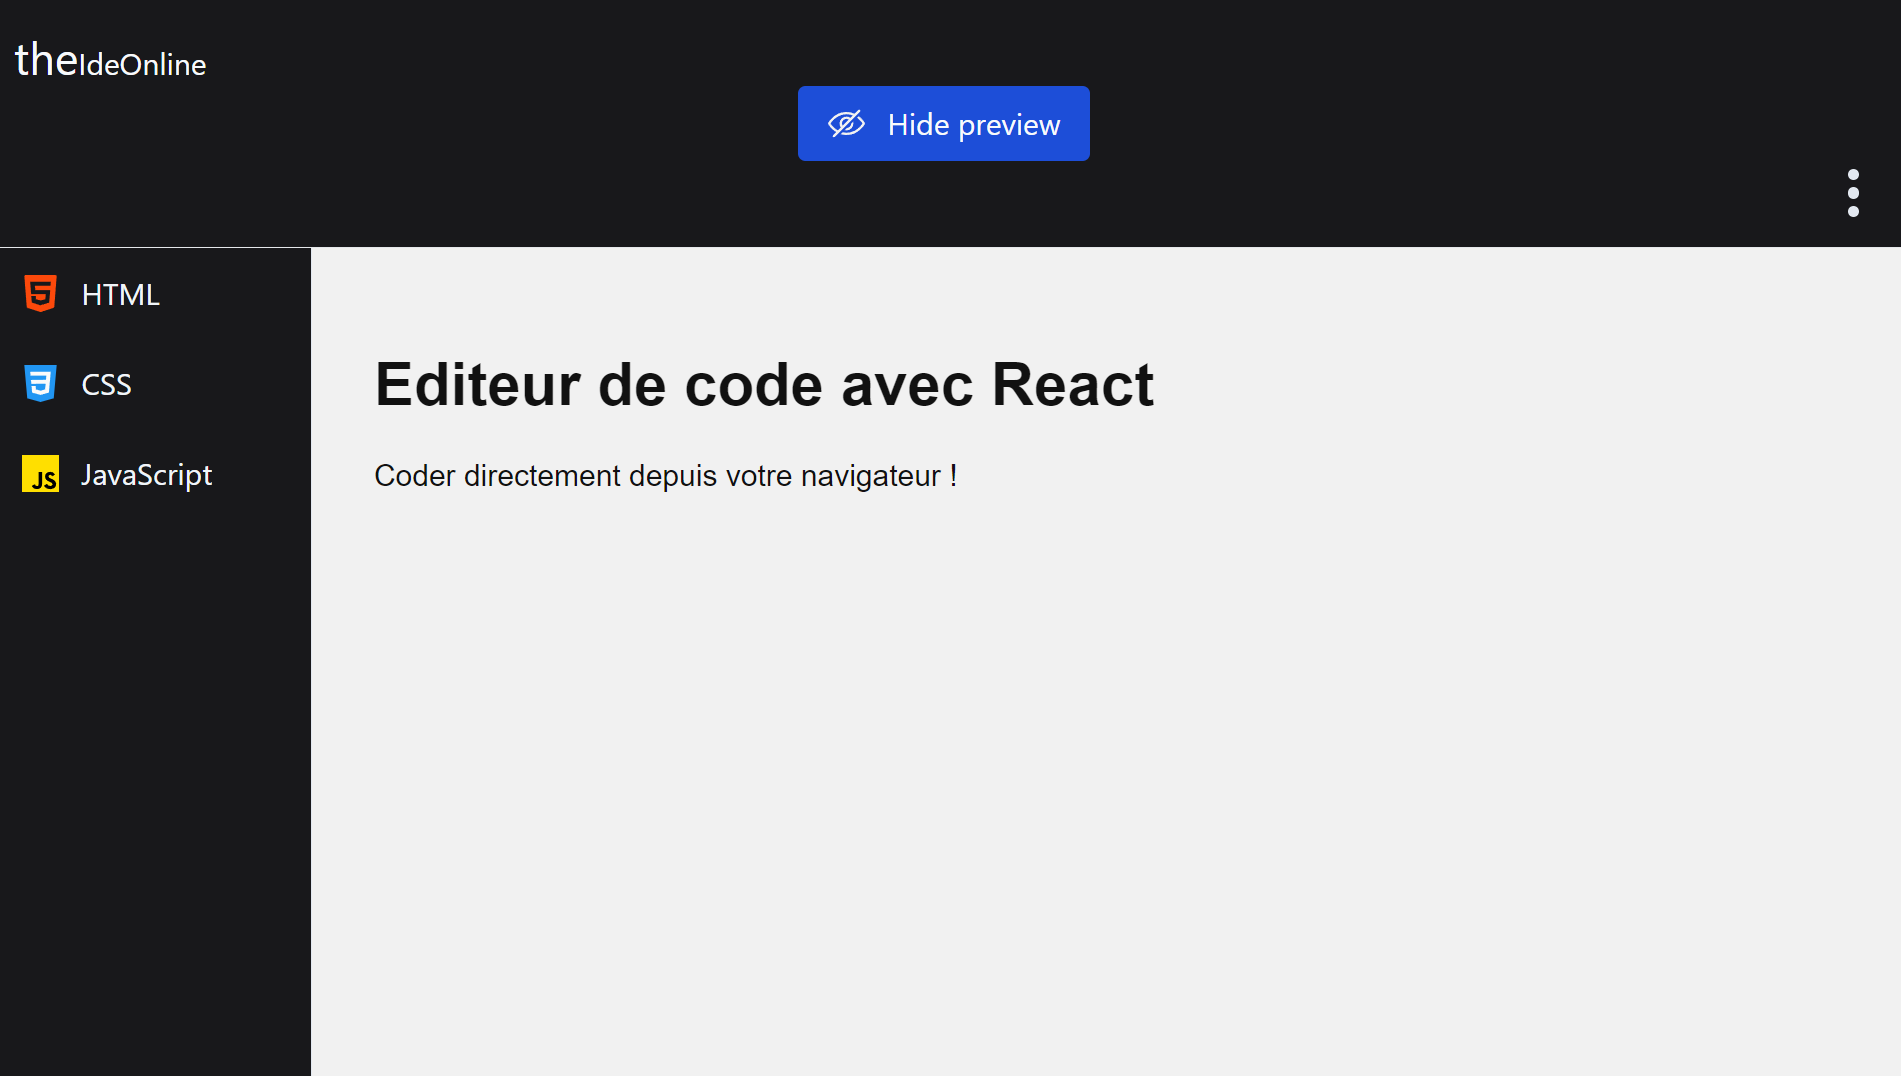 theIdeOnline
Hide preview
HTML
CSS
JS JavaScript
Editeur de code avec React
Coder directement depuis votre navigateur !